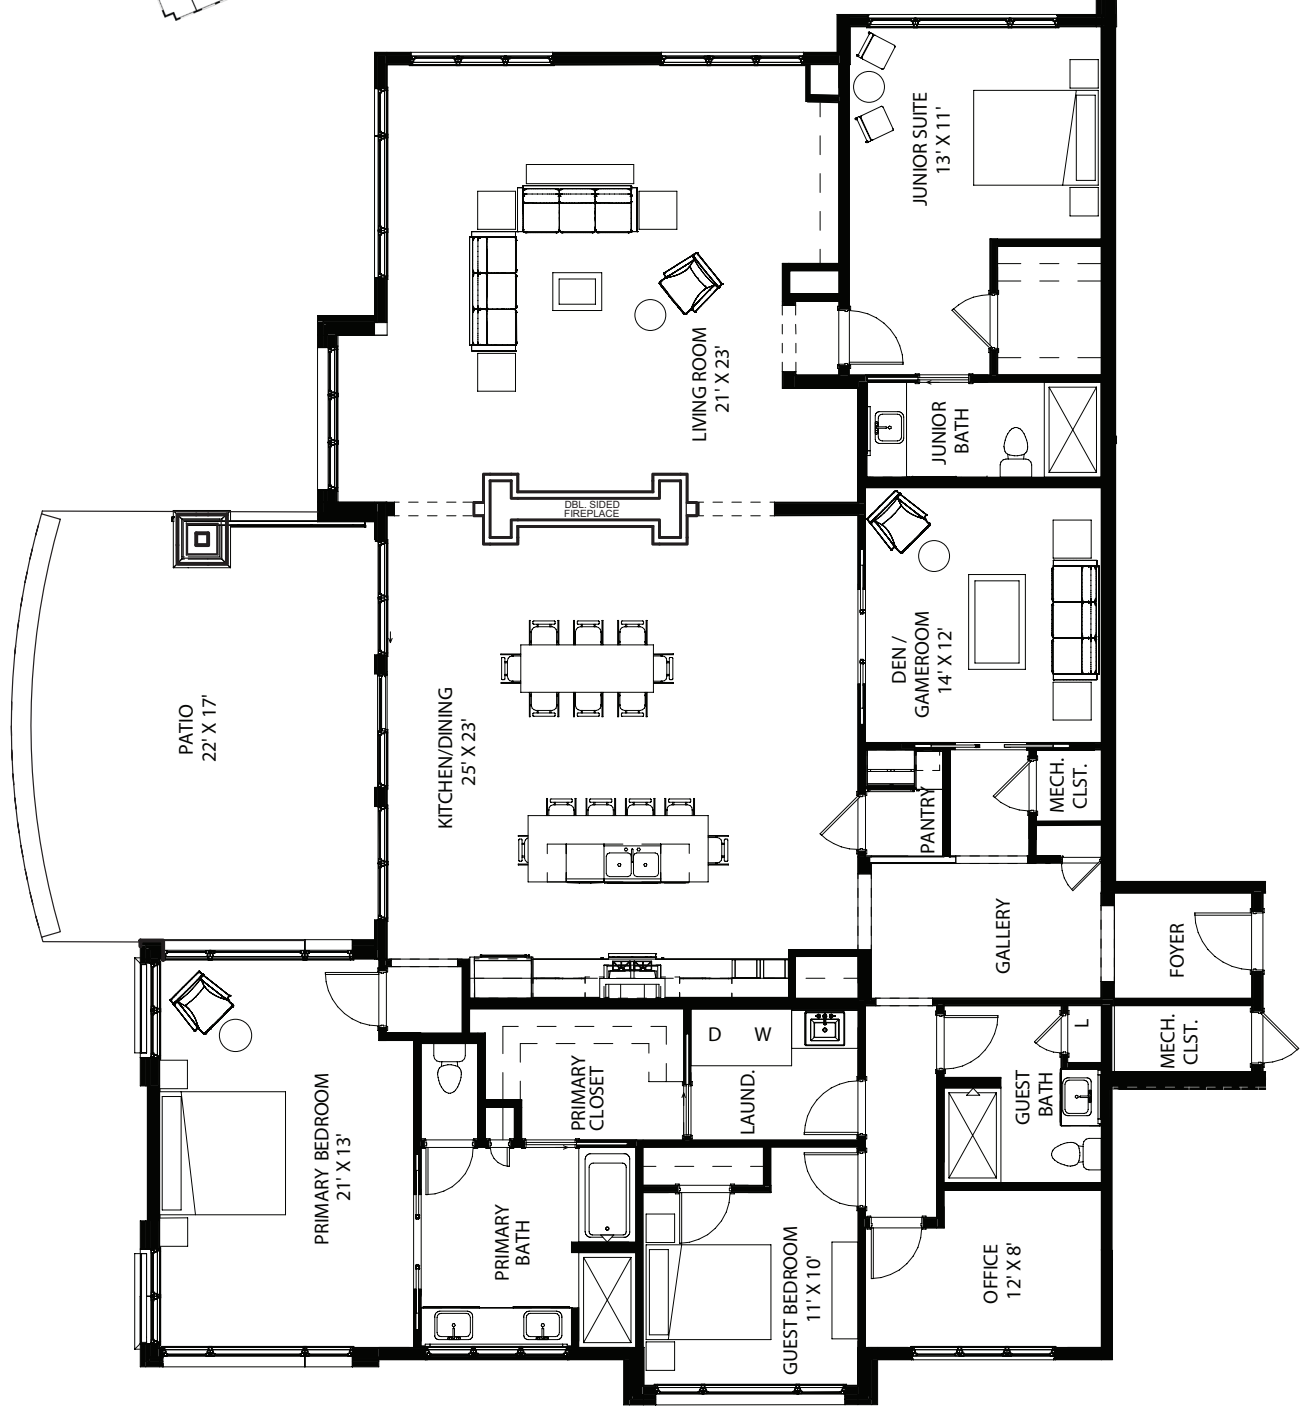 JUNIOR SUITE
13' X 11'
LIVING ROOM
21' X 23'
JUNIOR
BATH
DBL. SIDED
FIREPLACE
DEN /
GAMEROOM
14' X 12'
PATIO
22' X 17'
KITCHEN/DINING
25' X 23'
PANTRY
MECH.
CLST.
GALLERY
FOYER
MECH.
CLST.
L
D
W
LAUND.
PRIMARY
CLOSET
GUEST
BATH
PRIMARY BEDROOM
21' X 13'
PRIMARY
BATH
GUEST BEDROOM
11' X 10'
OFFICE
12' X 8'